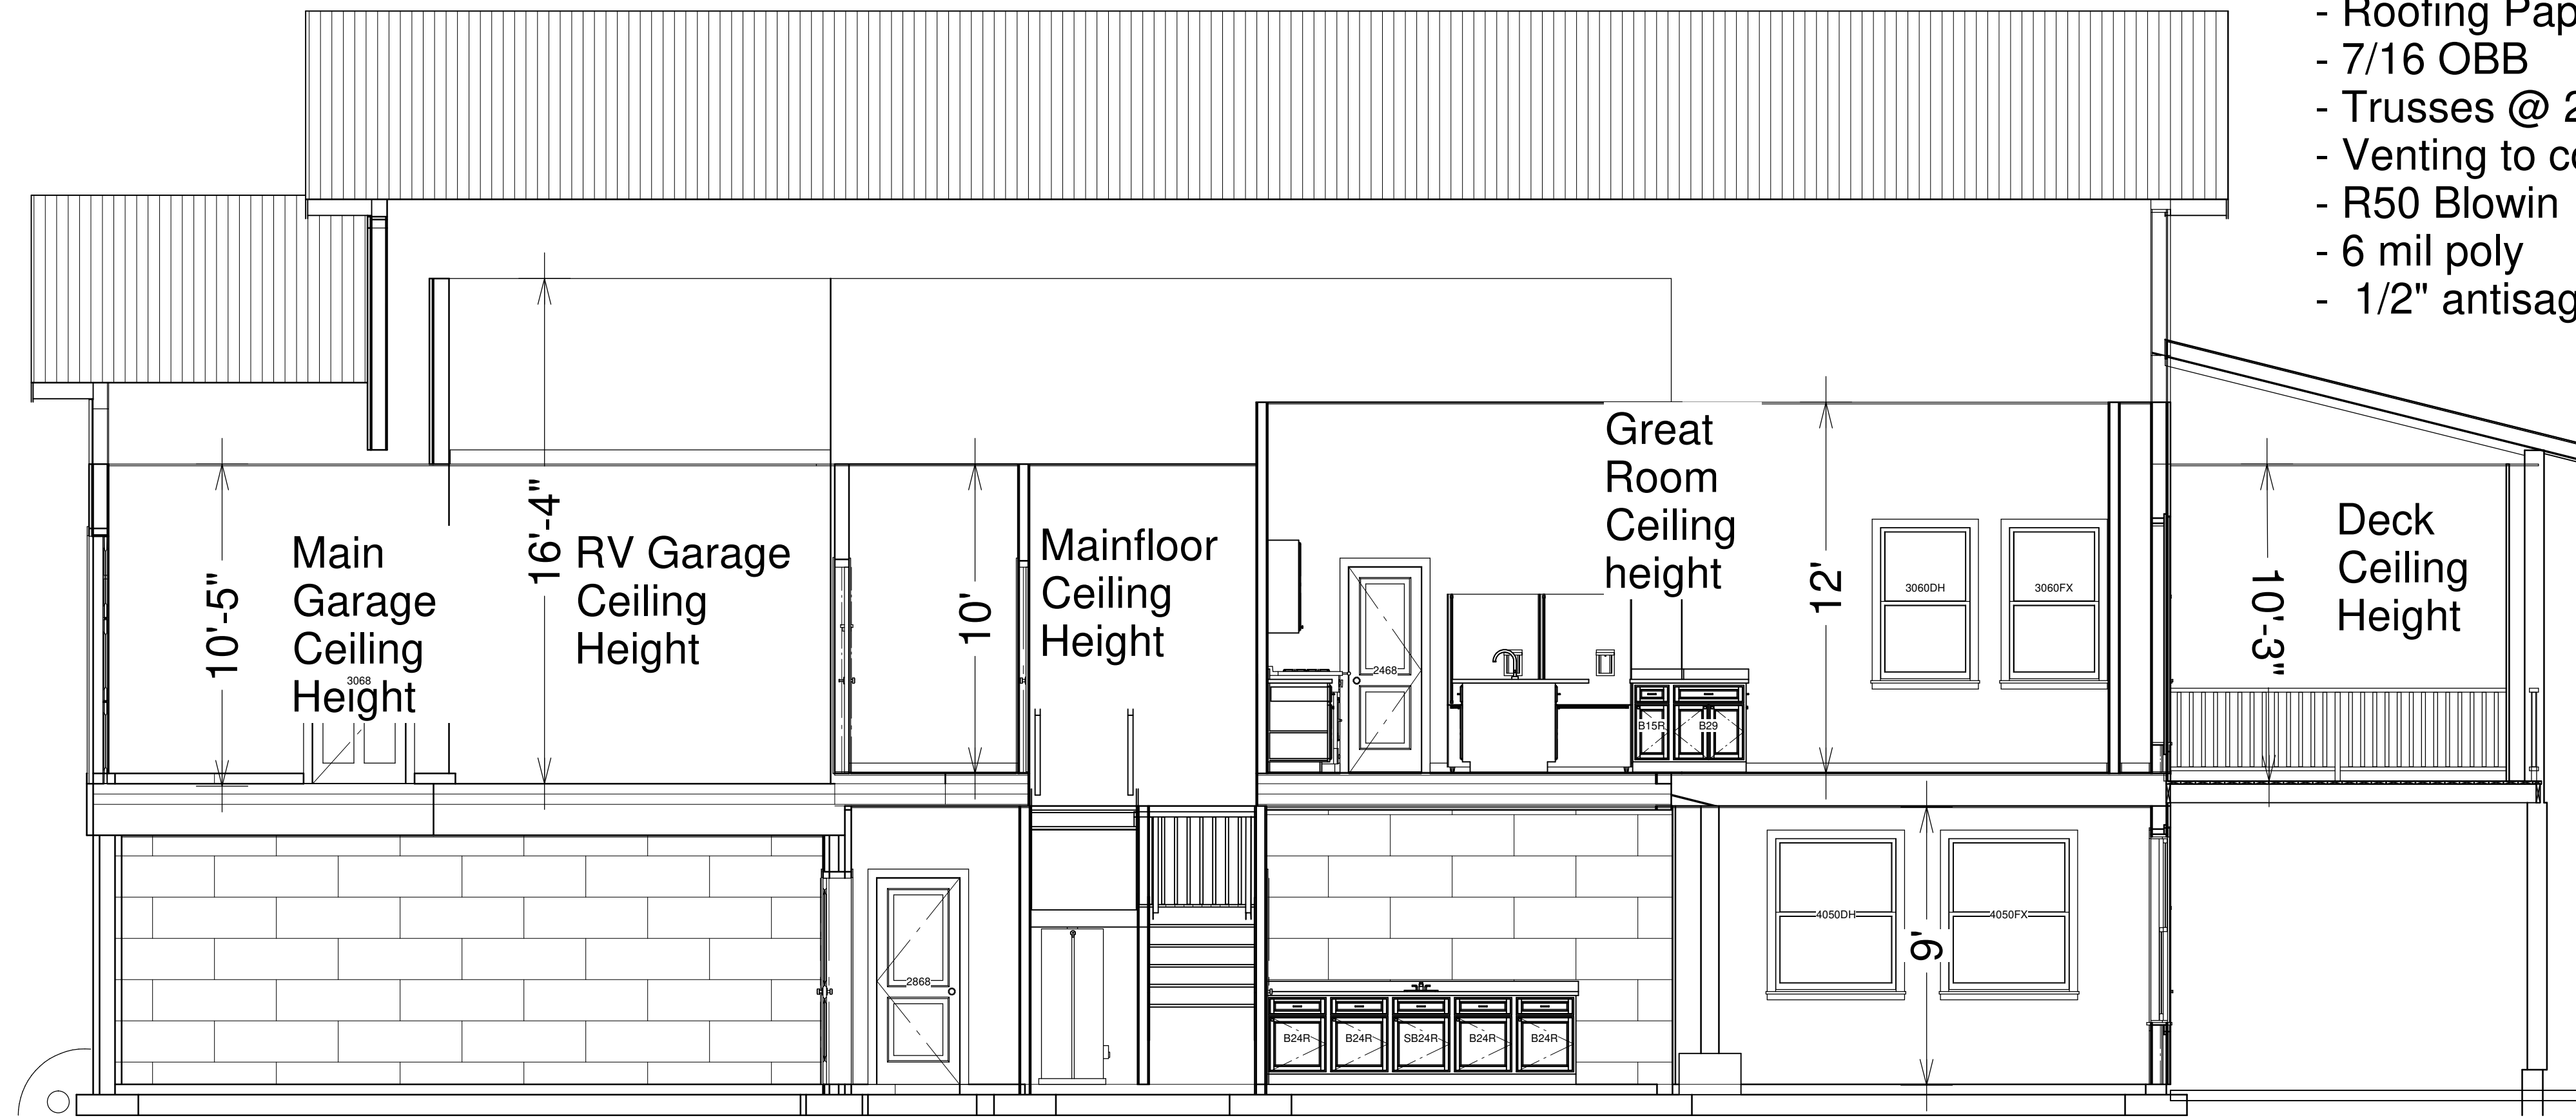 - Roofing Pap
- 7/16 OBB
- Trusses @ 2
- Venting to c
- R50 Blowin
- 6 mil poly
- 1/2" antisag
10'-5"
Main
Garage
Ceiling
Height
3068
16'-4"
RV Garage
Ceiling
Height
10'
Mainfloor
Ceiling
Height
Great
Room
Ceiling
height
12'
2468
B15R
B29
3060DH
3060FX
10'-3"
Deck
Ceiling
Height
2868
B24R
B24R
SB24R
B24R
B24R
4050DH
9'
4050FX